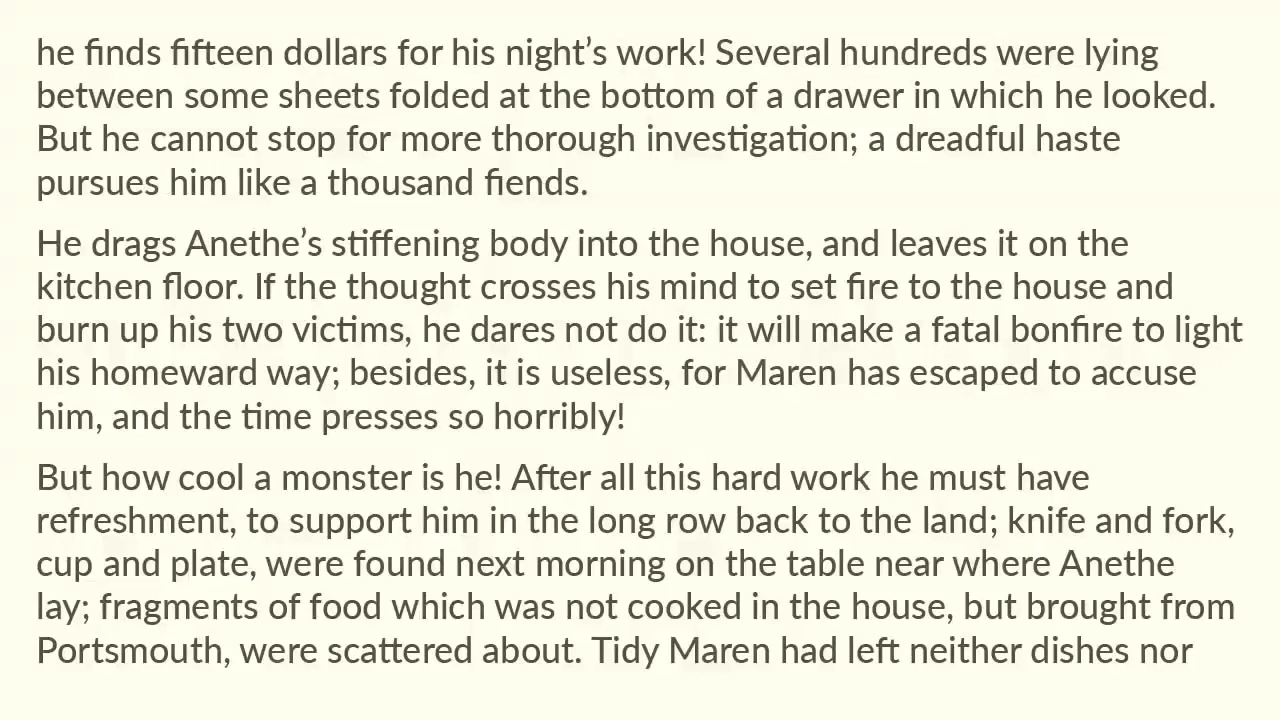 he finds fifteen dollars for his night’s work! Several hundreds were lying
between some sheets folded at the bottom of a drawer in which he looked.
But he cannot stop for more thorough investigation; a dreadful haste
pursues him like a thousand fiends.
He drags Anethe’s stiffening body into the house, and leaves it on the
kitchen floor. If the thought crosses his mind to set fire to the house and
burn up his two victims, he dares not do it: it will make a fatal bonfire to light
his homeward way; besides, it is useless, for Maren has escaped to accuse
him, and the time presses so horribly!
But how cool a monster is he! After all this hard work he must have
refreshment, to support him in the long row back to the land; knife and fork,
cup and plate, were found next morning on the table near where Anethe
lay; fragments of food which was not cooked in the house, but brought from
Portsmouth, were scattered about. Tidy Maren had left neither dishes nor